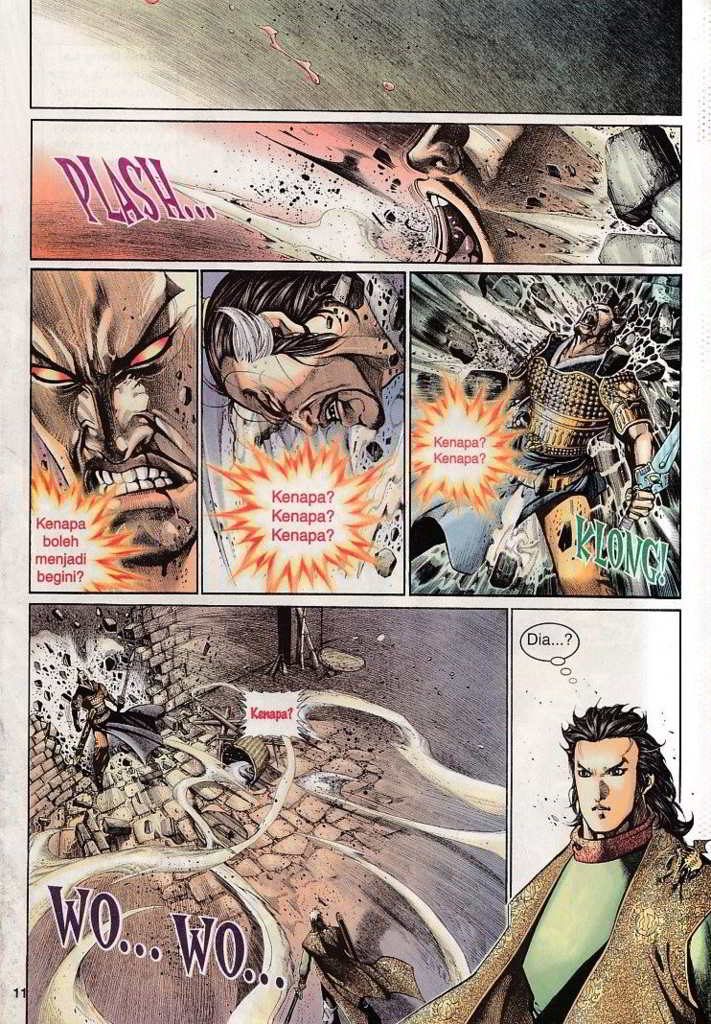 PLASH...
Kenapa
boleh
menjadi
begini?
Kenapa?
Kenapa?
Kenapa?
Kenapa?
Kenapa?
KLONG!
Kenapa?
Dia...?
WO... WO...
11